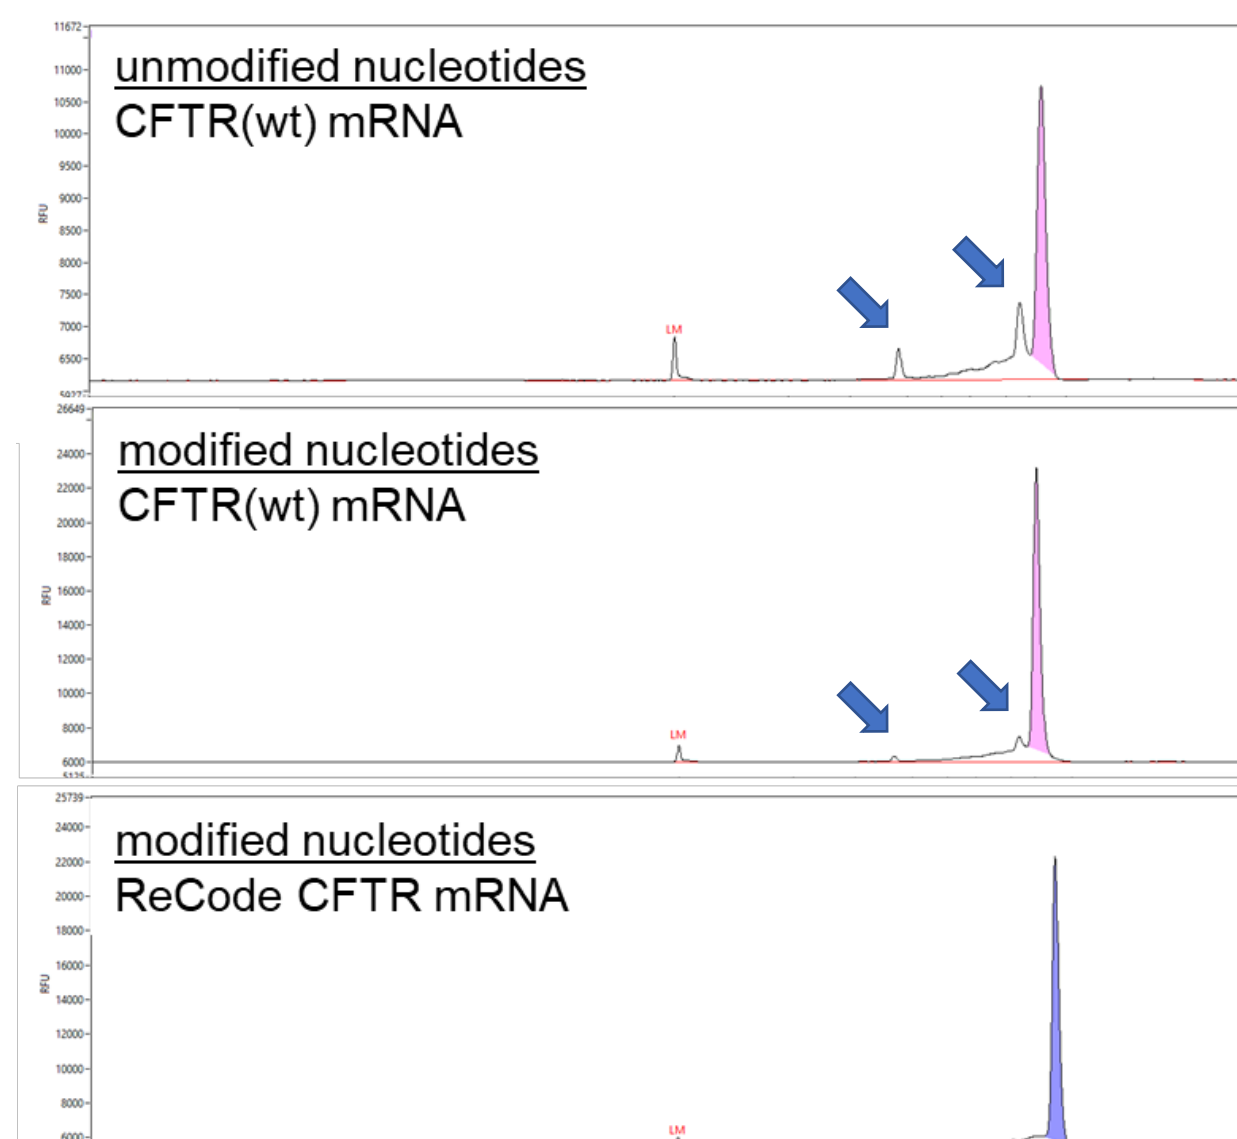 11672
11000
10500
10000
9500
9000
8500
8000
7500
7000
6500
RFU
unmodified nucleotides
CFTR(wt) mRNA
LM
26649
24000
22000
20000
18000
16000
14000
12000
10000
8000
6000
RFU
modified nucleotides
CFTR(wt) mRNA
LM
25739
24000
22000
20000
18000
16000
14000
12000
10000
8000
6000
RFU
modified nucleotides
ReCode CFTR mRNA
LM